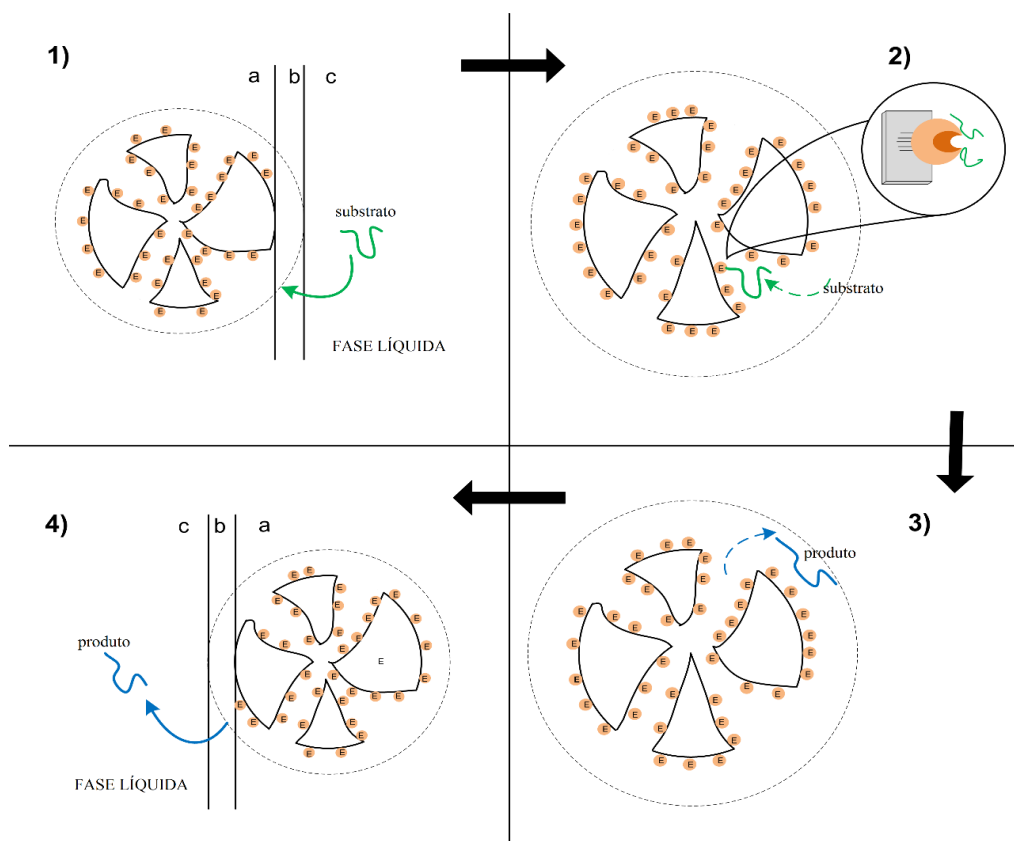 1)
a b c
E
substrato
FASE LÍQUIDA
2)
E
substrato
4)
c b a
E
produto
FASE LÍQUIDA
3)
E
produto